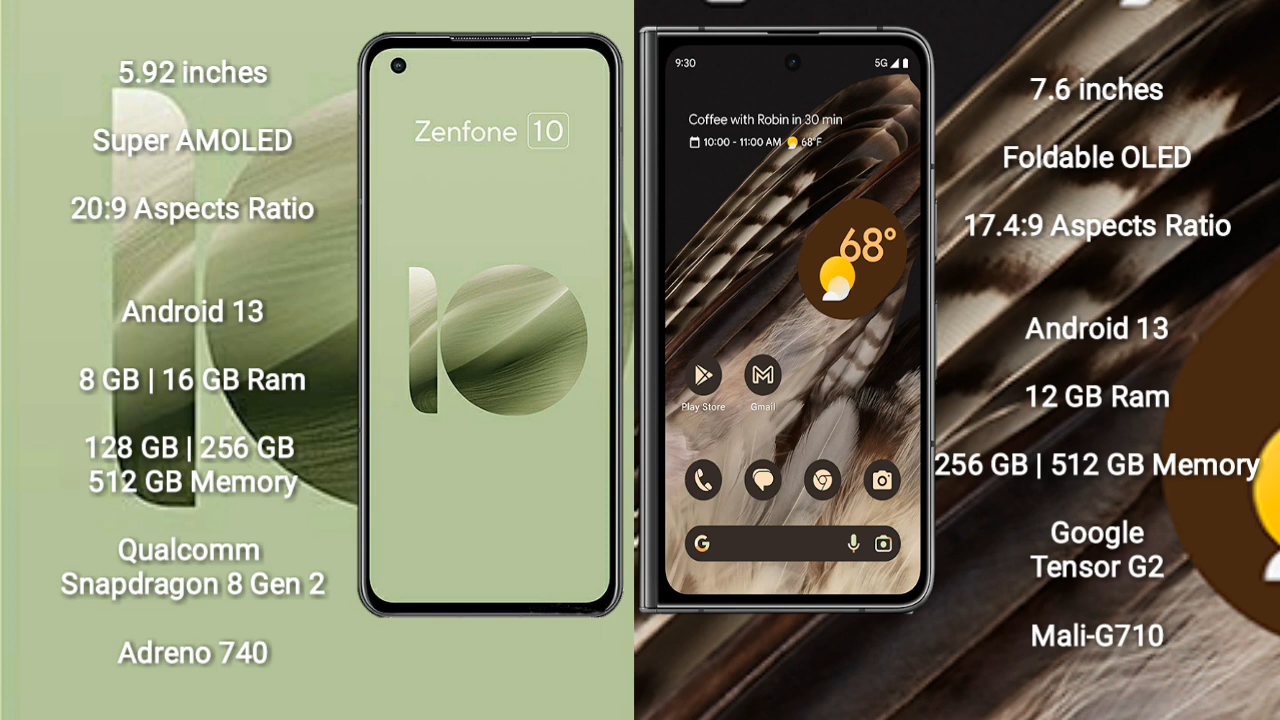 5.92 inches
Super AMOLED
20:9 Aspects Ratio
Android 13
8 GB | 16 GB Ram
128 GB | 256 GB
512 GB Memory
Qualcomm
Snapdragon 8 Gen 2
Adreno 740
Zenfone 10
9:30
5G
Coffee with Robin in 30 min
10:00 - 11:00 AM 68°F
68°
Play Store
Gmail
7.6 inches
Foldable OLED
17.4:9 Aspects Ratio
Android 13
12 GB Ram
256 GB | 512 GB Memory
Google
Tensor G2
Mali-G710